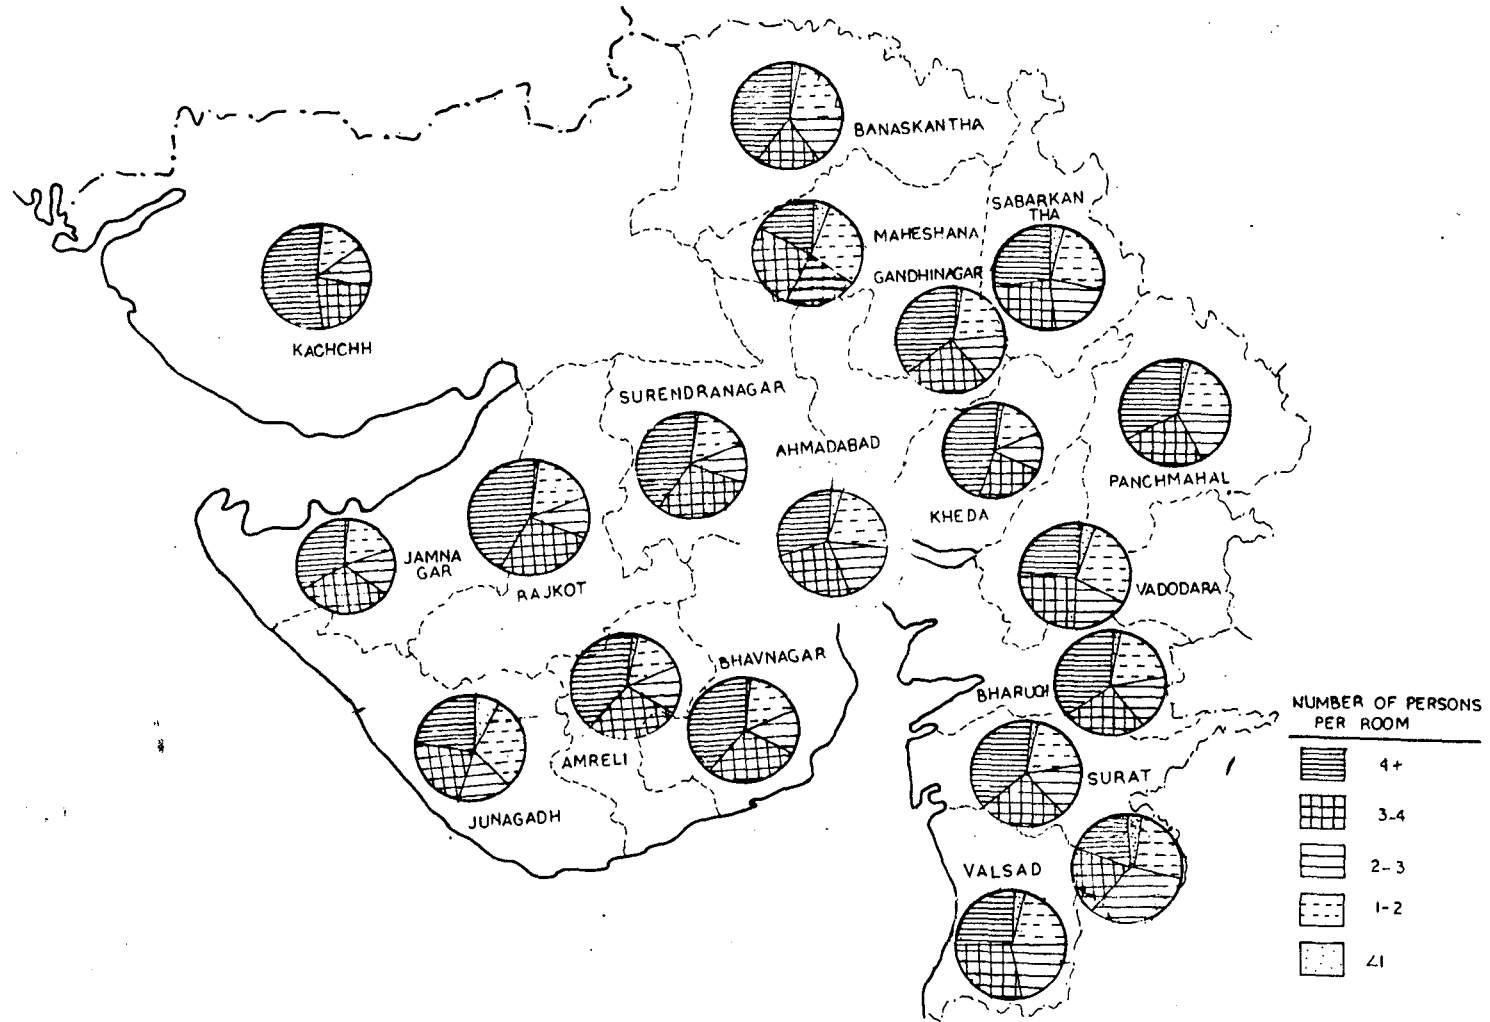 BANASKANTHA
SABARKAN
THA
MAHESHANA
GANDHINAGAR
KACHCHH
SURENDRANAGAR
AHMADABAD
PANCHMAHAL
KHEDA
JAMNA
GAR
RAJKOT
VADODARA
BHAVNAGAR
BHARUCH
AMRELI
SURAT
JUNAGADH
VALSAD
NUMBER OF PERSONS
PER ROOM
4+
3-4
2-3
1-2
<1